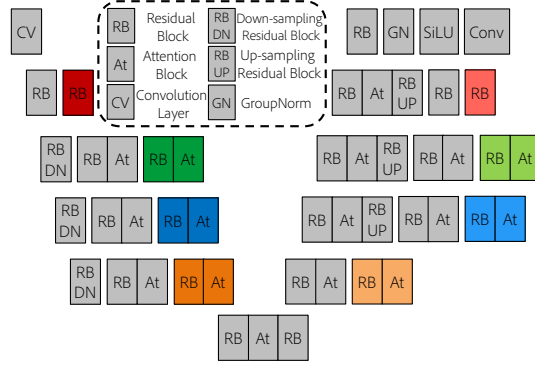 CV
RB Residual Block
RB DN Down-sampling Residual Block
At Attention Block
RB UP Up-sampling Residual Block
CV Convolution Layer
GN GroupNorm
RB GN SiLU Conv
RB RB
RB At RB UP RB RB
RB DN RB At RB At
RB At RB UP RB At RB At
RB DN RB At RB At
RB At RB UP RB At RB At
RB DN RB At RB At
RB At RB At
RB At RB